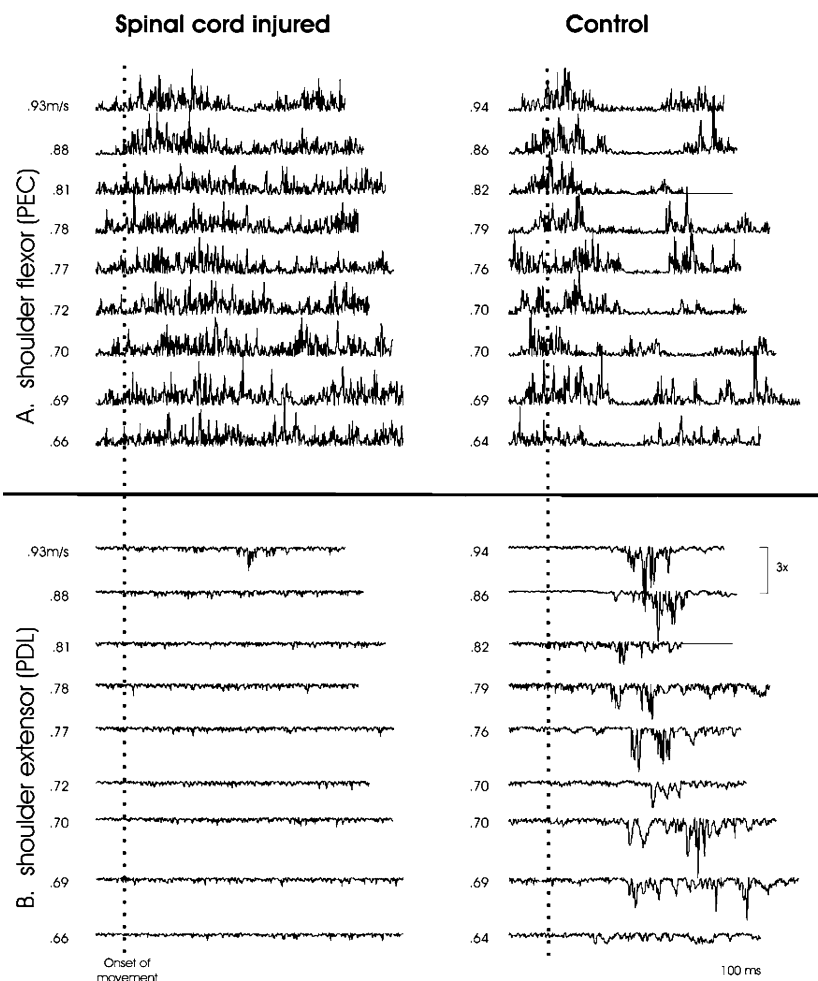 Spinal cord injured Control
A. shoulder flexor (PEC)
.93m/s .94
.88 .86
.81 .82
.78 .79
.77 .76
.72 .70
.70 .70
.69 .69
.66 .64
B. shoulder extensor (PDL)
.93m/s .94 3x
.88 .86
.81 .82
.78 .79
.77 .76
.72 .70
.70 .70
.69 .69
.66 .64
Onset of
movement 100 ms